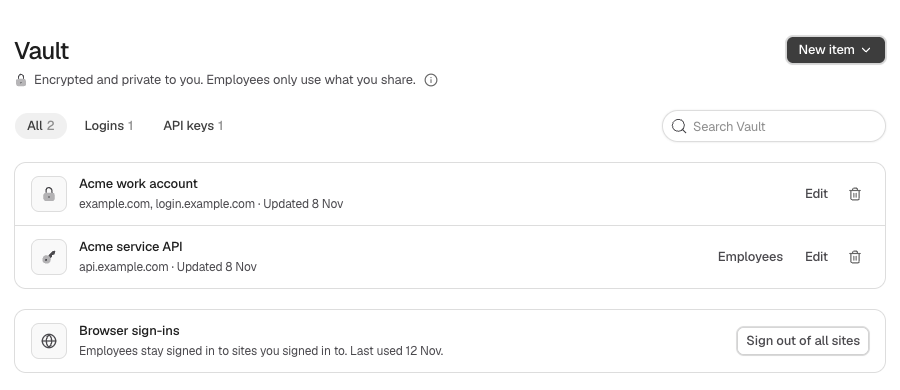 Vault
New item
Encrypted and private to you. Employees only use what you share.
All 2
Logins 1
API keys 1
Search Vault
Acme work account
example.com, login.example.com · Updated 8 Nov
Edit
Acme service API
api.example.com · Updated 8 Nov
Employees
Edit
Browser sign-ins
Employees stay signed in to sites you signed in to. Last used 12 Nov.
Sign out of all sites